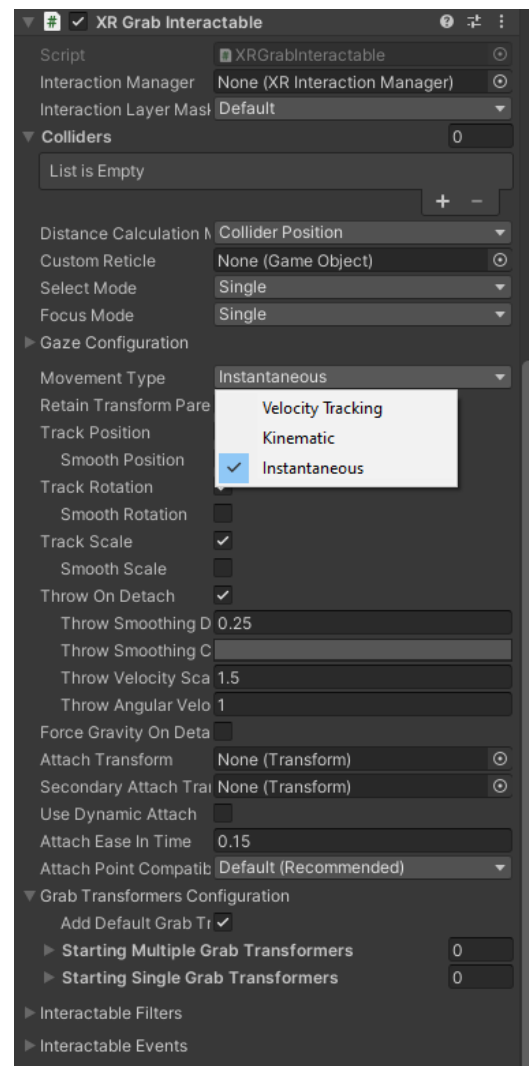 XR Grab Interactable
Script XRGrabInteractable
Interaction Manager None (XR Interaction Manager)
Interaction Layer Mask Default
Colliders 0
List is Empty
+ −
Distance Calculation M Collider Position
Custom Reticle None (Game Object)
Select Mode Single
Focus Mode Single
Gaze Configuration
Movement Type Instantaneous
Retain Transform Pare
Velocity Tracking
Track Position
Kinematic
Smooth Position
Instantaneous
Track Rotation
Smooth Rotation
Track Scale
Smooth Scale
Throw On Detach
Throw Smoothing D 0.25
Throw Smoothing C
Throw Velocity Sca 1.5
Throw Angular Velo 1
Force Gravity On Deta
Attach Transform None (Transform)
Secondary Attach Tra None (Transform)
Use Dynamic Attach
Attach Ease In Time 0.15
Attach Point Compatib Default (Recommended)
Grab Transformers Configuration
Add Default Grab Tr
Starting Multiple Grab Transformers 0
Starting Single Grab Transformers 0
Interactable Filters
Interactable Events